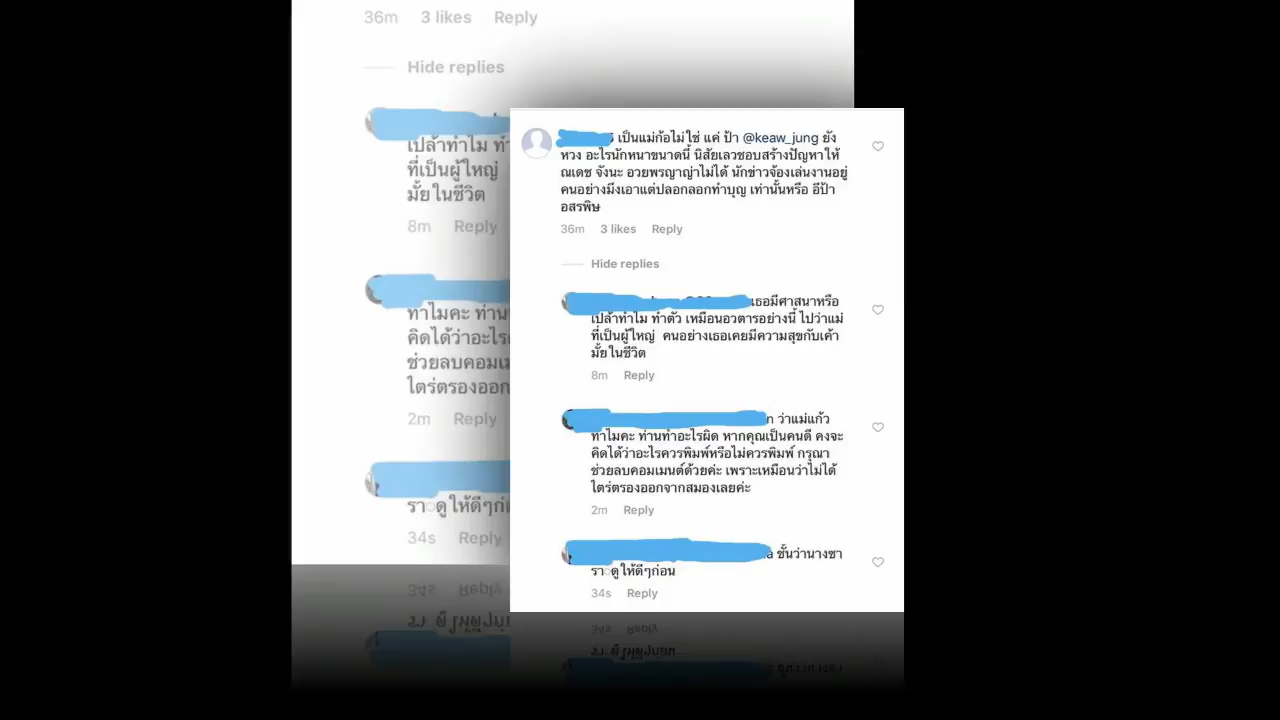 36m 3 likes Reply
Hide replies
เปล่าทำไม
ที่เป็นผู้ใหญ่
มั้ยในชีวิต
8m Reply
ทำไมคะ ท่าน
คิดได้ว่าอะไร
ช่วยลบคอมเม
ไตร่ตรองออก
2m Reply
ราดูให้ดีๆก่
34s Reply
เป็นแม่ก้อไม่ใช่ แค่ ป้า @keaw_jung ยัง
หวง อะไรนักหนาขนาดนี้ นิสัยเลวชอบสร้างปัญหาให้
ณเดช จังนะ อวยพรญาญ่าไม่ได้ นักข่าวจ้องเล่นงานอยู่
คนอย่างมึงเอาแต่ปลอกลอกทำบุญ เท่านั้นหรือ อีป้า
อสรพิษ
36m 3 likes Reply
Hide replies
เธอมีศาสนาหรือ
เปล่าทำไม ทำตัว เหมือนอวตารอย่างนี้ ไปว่าแม่
ที่เป็นผู้ใหญ่ คนอย่างเธอเคยมีความสุขกับเค้า
มั้ยในชีวิต
8m Reply
ว่าแม่แก้ว
ทำไมคะ ท่านทำอะไรผิด หากคุณเป็นคนดี คงจะ
คิดได้ว่าอะไรควรพิมพ์หรือไม่ควรพิมพ์ กรุณา
ช่วยลบคอมเมนต์ด้วยค่ะ เพราะเหมือนว่าไม่ได้
ไตร่ตรองออกจากสมองเลยค่ะ
2m Reply
ชั้นว่านางซา
ราดูให้ดีๆก่อน
34s Reply